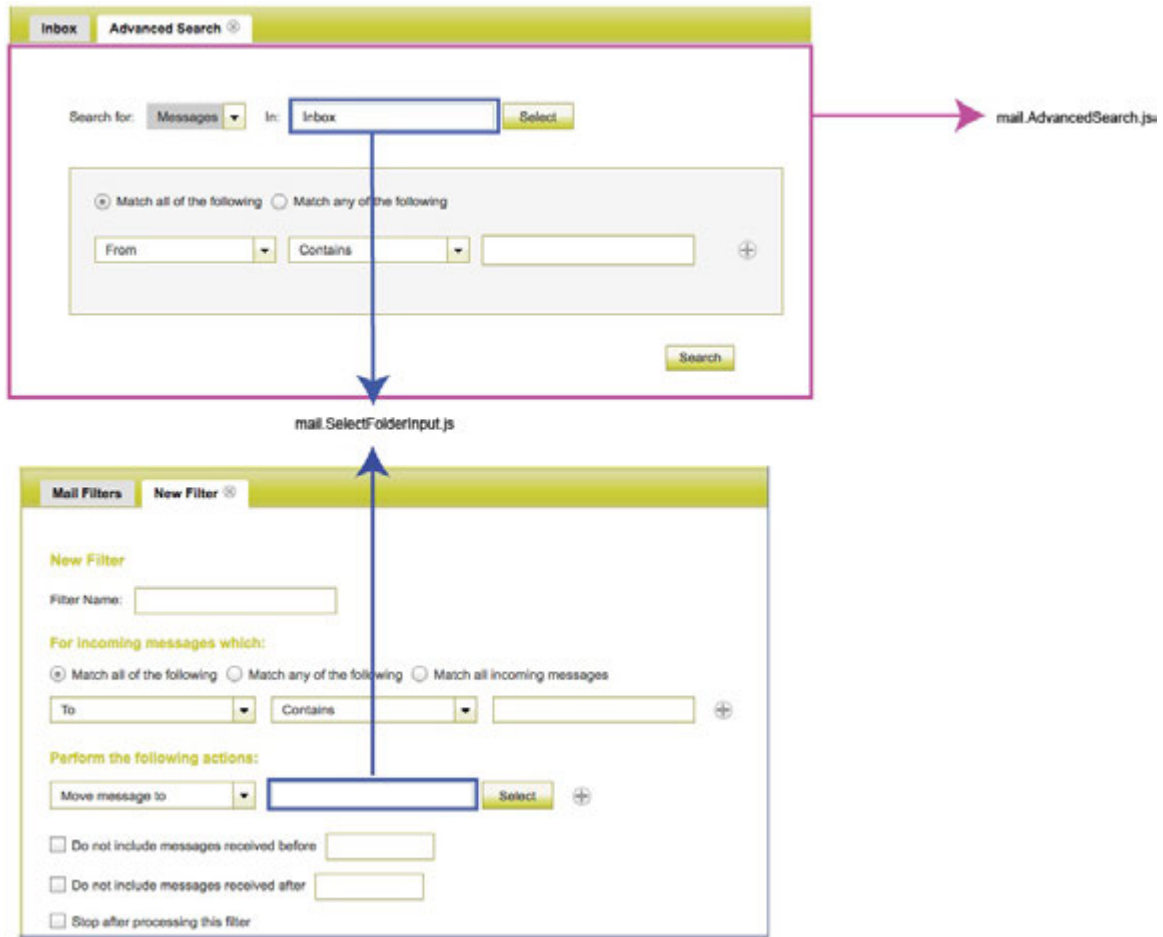 Inbox Advanced Search
Search for: Messages In: Inbox Select
mail.AdvancedSearch.js
Match all of the following Match any of the following
From Contains
Search
mail.SelectFolderInput.js
Mail Filters New Filter
New Filter
Filter Name:
For incoming messages which:
Match all of the following Match any of the following Match all incoming messages
To Contains
Perform the following actions:
Move message to Select
Do not include messages received before
Do not include messages received after
Stop after processing this filter